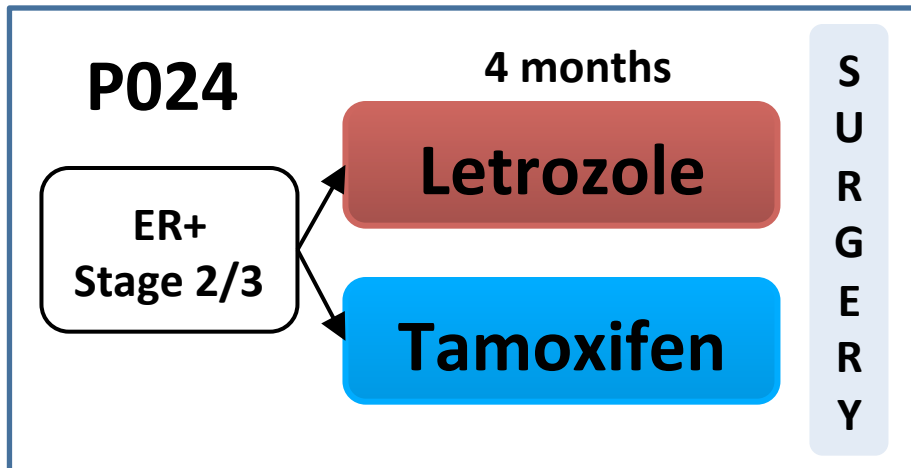 P024
4 months
ER+
Stage 2/3
Letrozole
Tamoxifen
S
U
R
G
E
R
Y